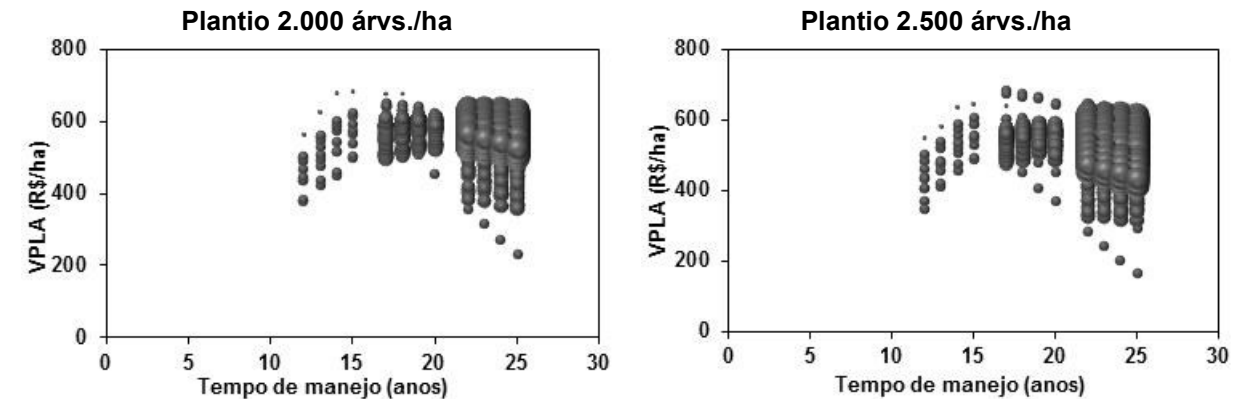 Plantio 2.000 árvs./ha
800
600
400
200
0
VPLA (R$/ha)
0 5 10 15 20 25 30
Tempo de manejo (anos)
Plantio 2.500 árvs./ha
800
600
400
200
0
VPLA (R$/ha)
0 5 10 15 20 25 30
Tempo de manejo (anos)